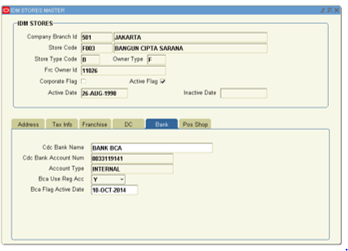 IDM STORES MASTER
IDM STORES
Company Branch Id 501 JAKARTA
Store Code F003 BANGUN CIPTA SARANA
Store Type Code B Owner Type F
Frc Owner Id 11026
Corporate Flag Active Flag
Active Date 26-AUG-1998 Inactive Date
Address Tax Info Franchise DC Bank Pos Shop
Cdc Bank Name BANK BCA
Cdc Bank Account Num 0033119141
Account Type INTERNAL
Bca Use Reg Acc Y
Bca Flag Active Date 10-OCT-2014